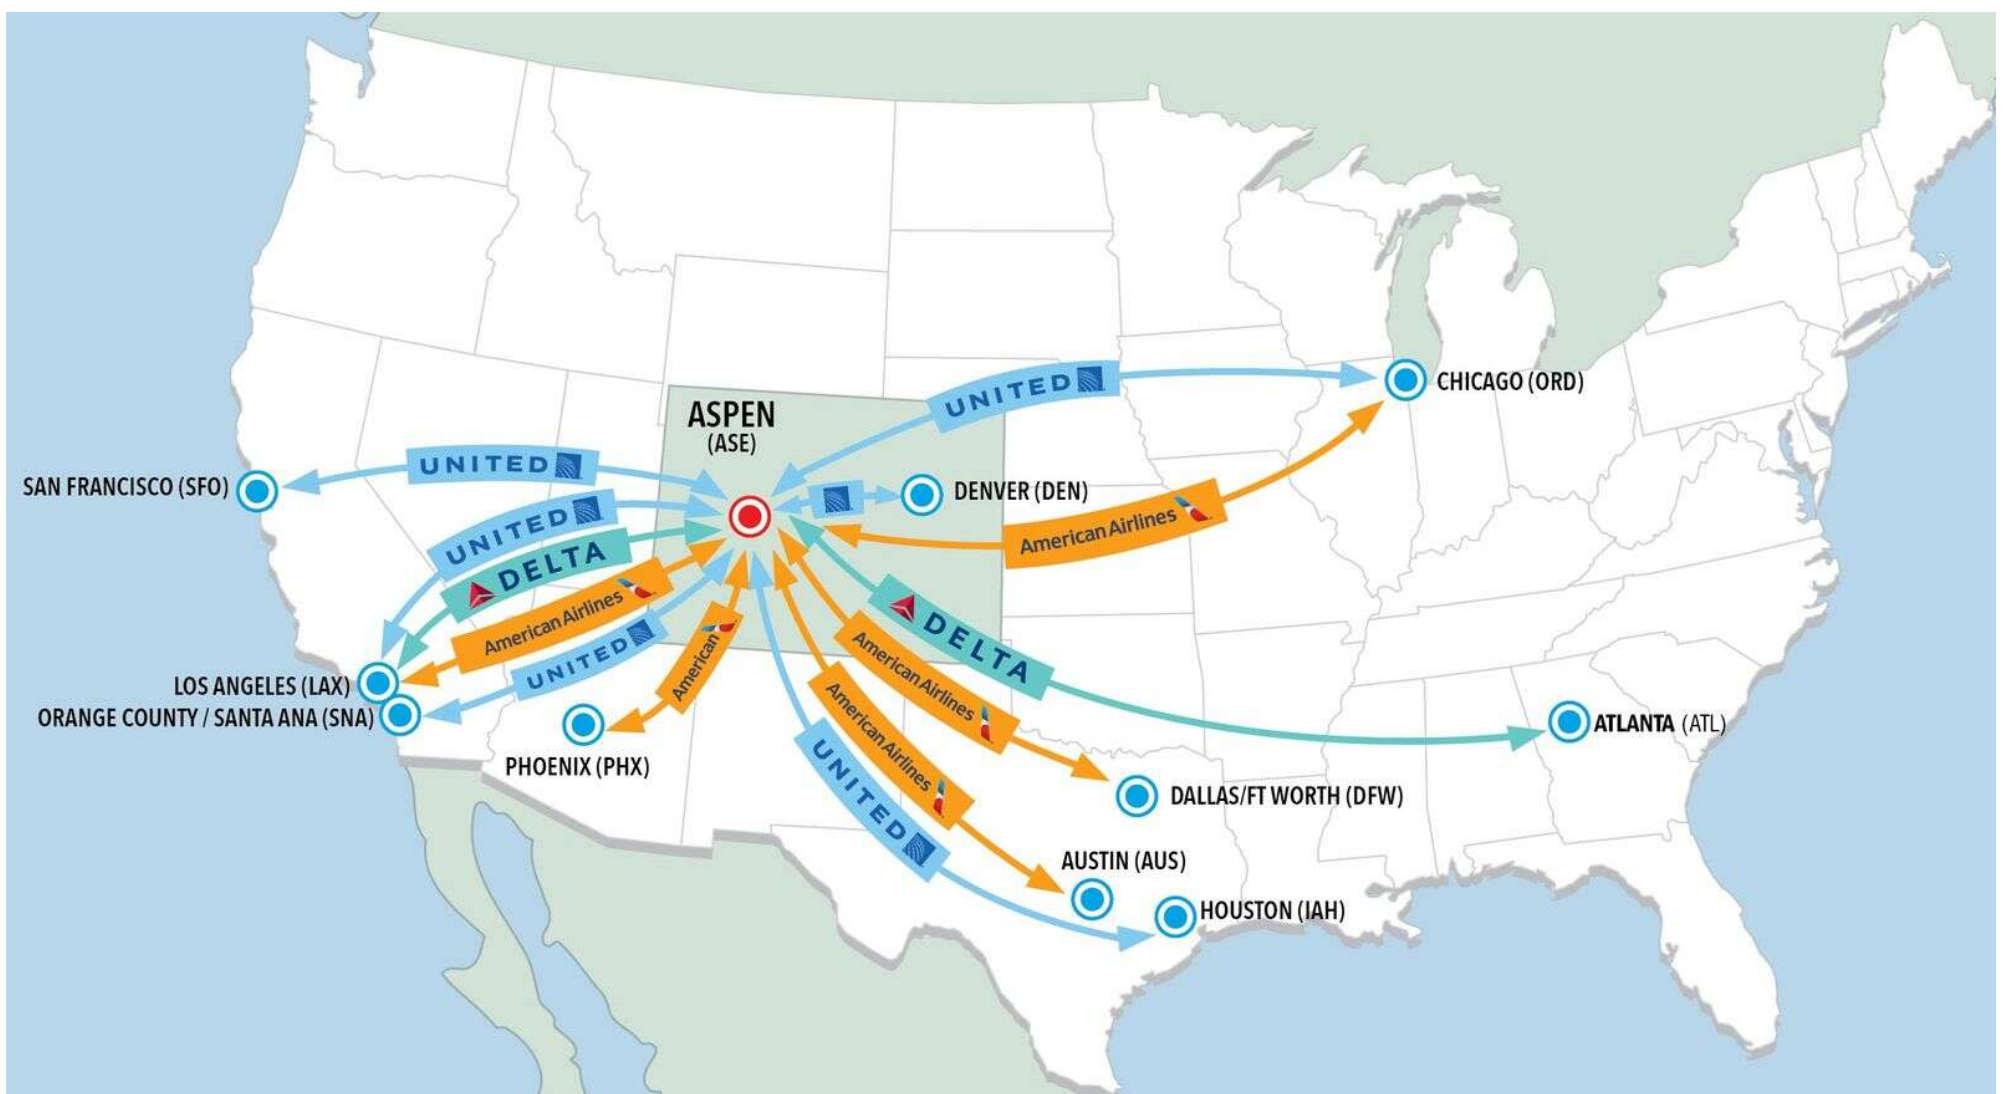 ASPEN
(ASE)
UNITED
CHICAGO (ORD)
UNITED
SAN FRANCISCO (SFO)
DENVER (DEN)
UNITED
American Airlines
DELTA
American Airlines
UNITED
American
DELTA
American Airlines
American Airlines
UNITED
LOS ANGELES (LAX)
ORANGE COUNTY / SANTA ANA (SNA)
PHOENIX (PHX)
ATLANTA (ATL)
DALLAS/FT WORTH (DFW)
AUSTIN (AUS)
HOUSTON (IAH)